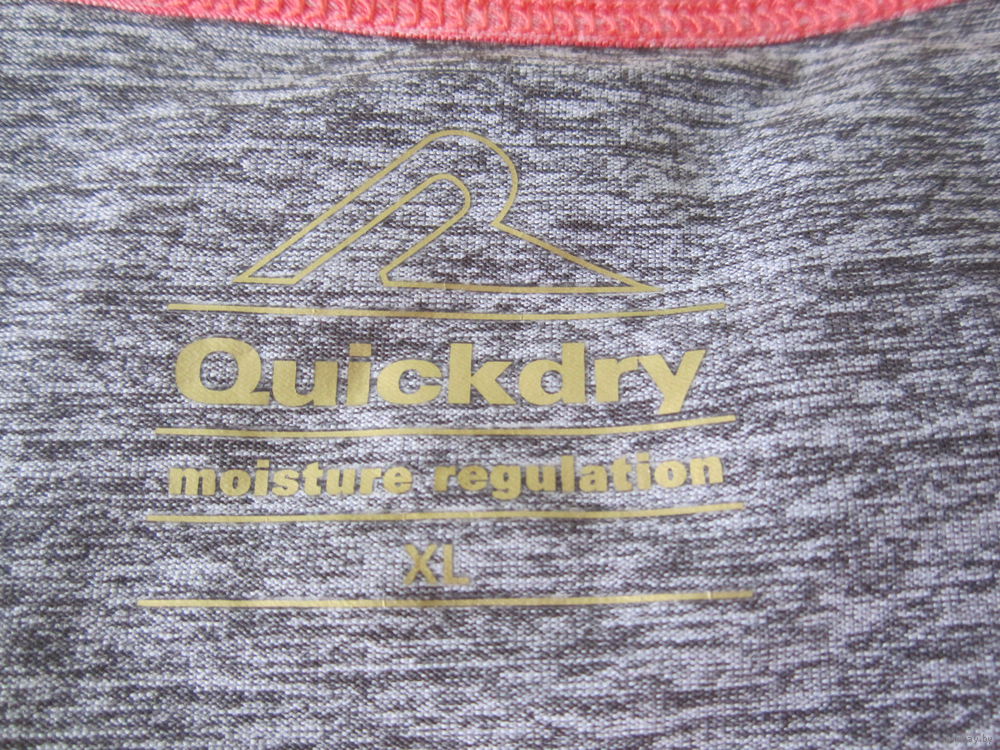 Quickdry
moisture regulation
XL